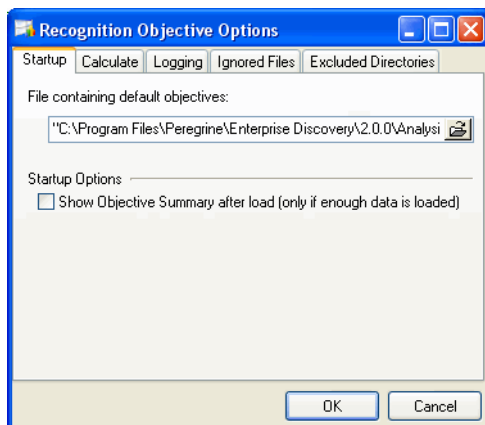 Recognition Objective Options
Startup Calculate Logging Ignored Files Excluded Directories
File containing default objectives:
"C:\Program Files\Peregrine\Enterprise Discovery\2.0.0\Analysi
Startup Options
Show Objective Summary after load (only if enough data is loaded)
OK Cancel